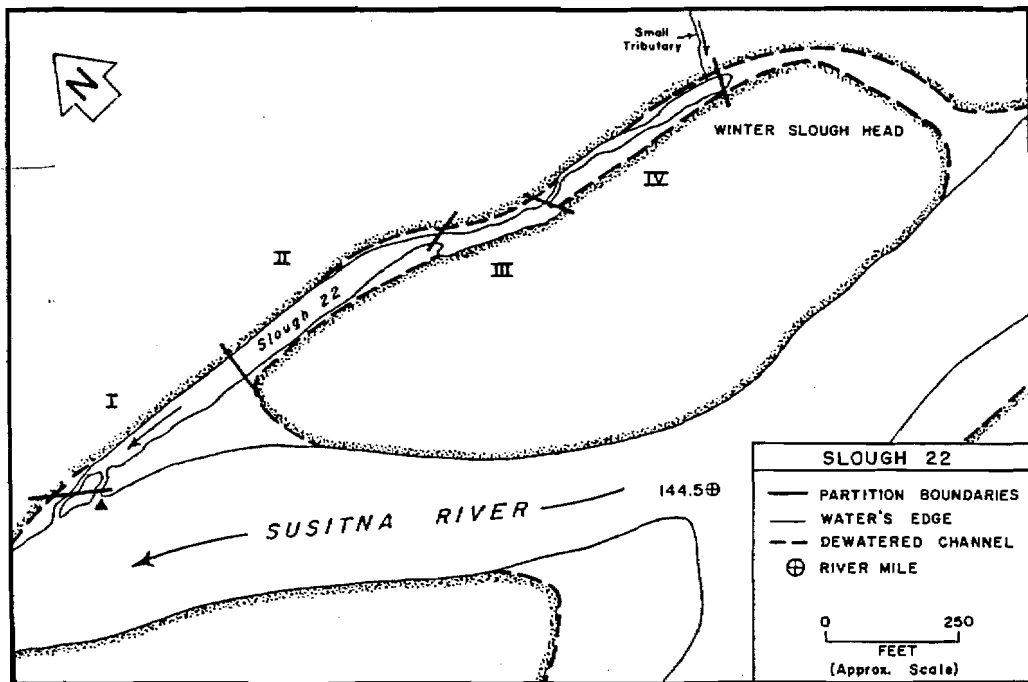 Small
Tributary
N
WINTER SLOUGH HEAD
IV
II
III
Slough 22
I
144.5
SUSITNA RIVER
SLOUGH 22
PARTITION BOUNDARIES
WATER'S EDGE
DEWATERED CHANNEL
RIVER MILE
0 250
FEET
(Approx. Scale)